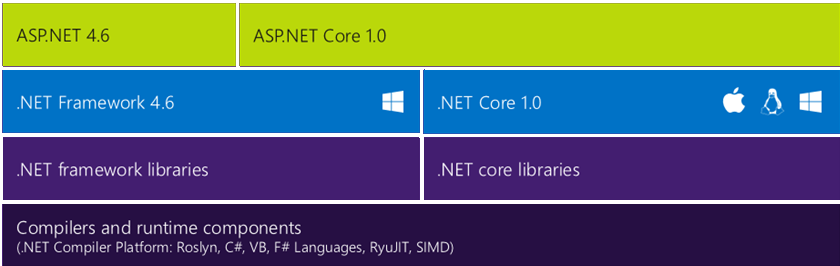 ASP.NET 4.6
ASP.NET Core 1.0
.NET Framework 4.6
.NET Core 1.0
.NET framework libraries
.NET core libraries
Compilers and runtime components
(.NET Compiler Platform: Roslyn, C#, VB, F# Languages, RyuJIT, SIMD)